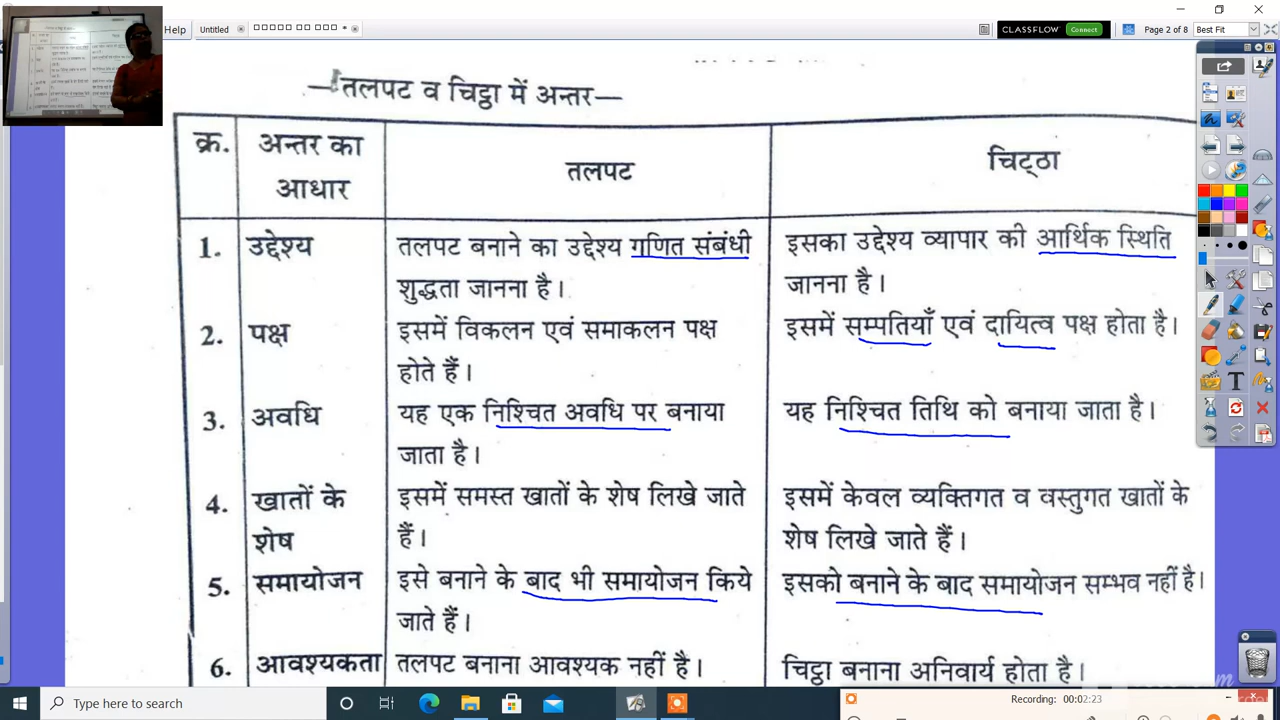 Help
Untitled
CLASSFLOW Connect
Page 2 of 8
Best Fit
—तलपट व चिट्ठा में अन्तर—
क्र. अन्तर का आधार तलपट चिट्ठा
1. उद्देश्य तलपट बनाने का उद्देश्य गणित संबंधी इसका उद्देश्य व्यापार की आर्थिक स्थिति
शुद्धता जानना है। जानना है।
2. पक्ष इसमें विकलन एवं समाकलन पक्ष इसमें सम्पतियाँ एवं दायित्व पक्ष होता है।
होते हैं।
3. अवधि यह एक निश्चित अवधि पर बनाया यह निश्चित तिथि को बनाया जाता है।
जाता है।
4. खातों के इसमें समस्त खातों के शेष लिखे जाते इसमें केवल व्यक्तिगत व वस्तुगत खातों के
शेष हैं। शेष लिखे जाते हैं।
5. समायोजन इसे बनाने के बाद भी समायोजन किये इसको बनाने के बाद समायोजन सम्भव नहीं है।
जाते हैं।
6. आवश्यकता तलपट बनाना आवश्यक नहीं है। चिट्ठा बनाना अनिवार्य होता है।
Type here to search
Recording: 00:02:23